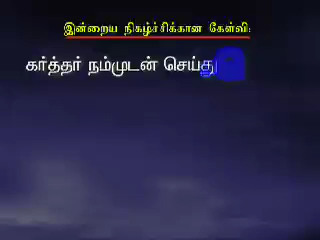 இன்றைய நிகழ்ச்சிக்கான கேள்வி:
கர்த்தர் நம்முடன் செய்து